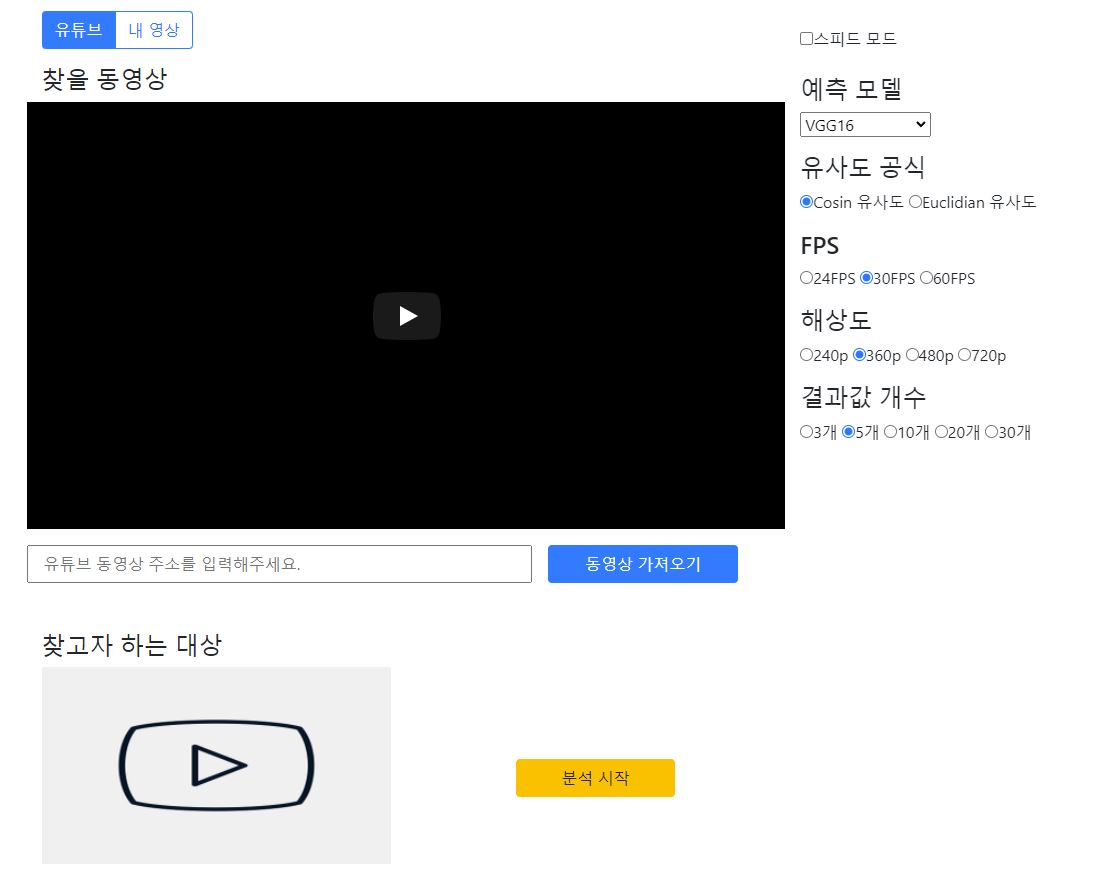 유튜브 내 영상
찾을 동영상
유튜브 동영상 주소를 입력해주세요. 동영상 가져오기
찾고자 하는 대상
분석 시작
스피드 모드
예측 모델
VGG16
유사도 공식
Cosin 유사도 Euclidian 유사도
FPS
24FPS 30FPS 60FPS
해상도
240p 360p 480p 720p
결과값 개수
3개 5개 10개 20개 30개